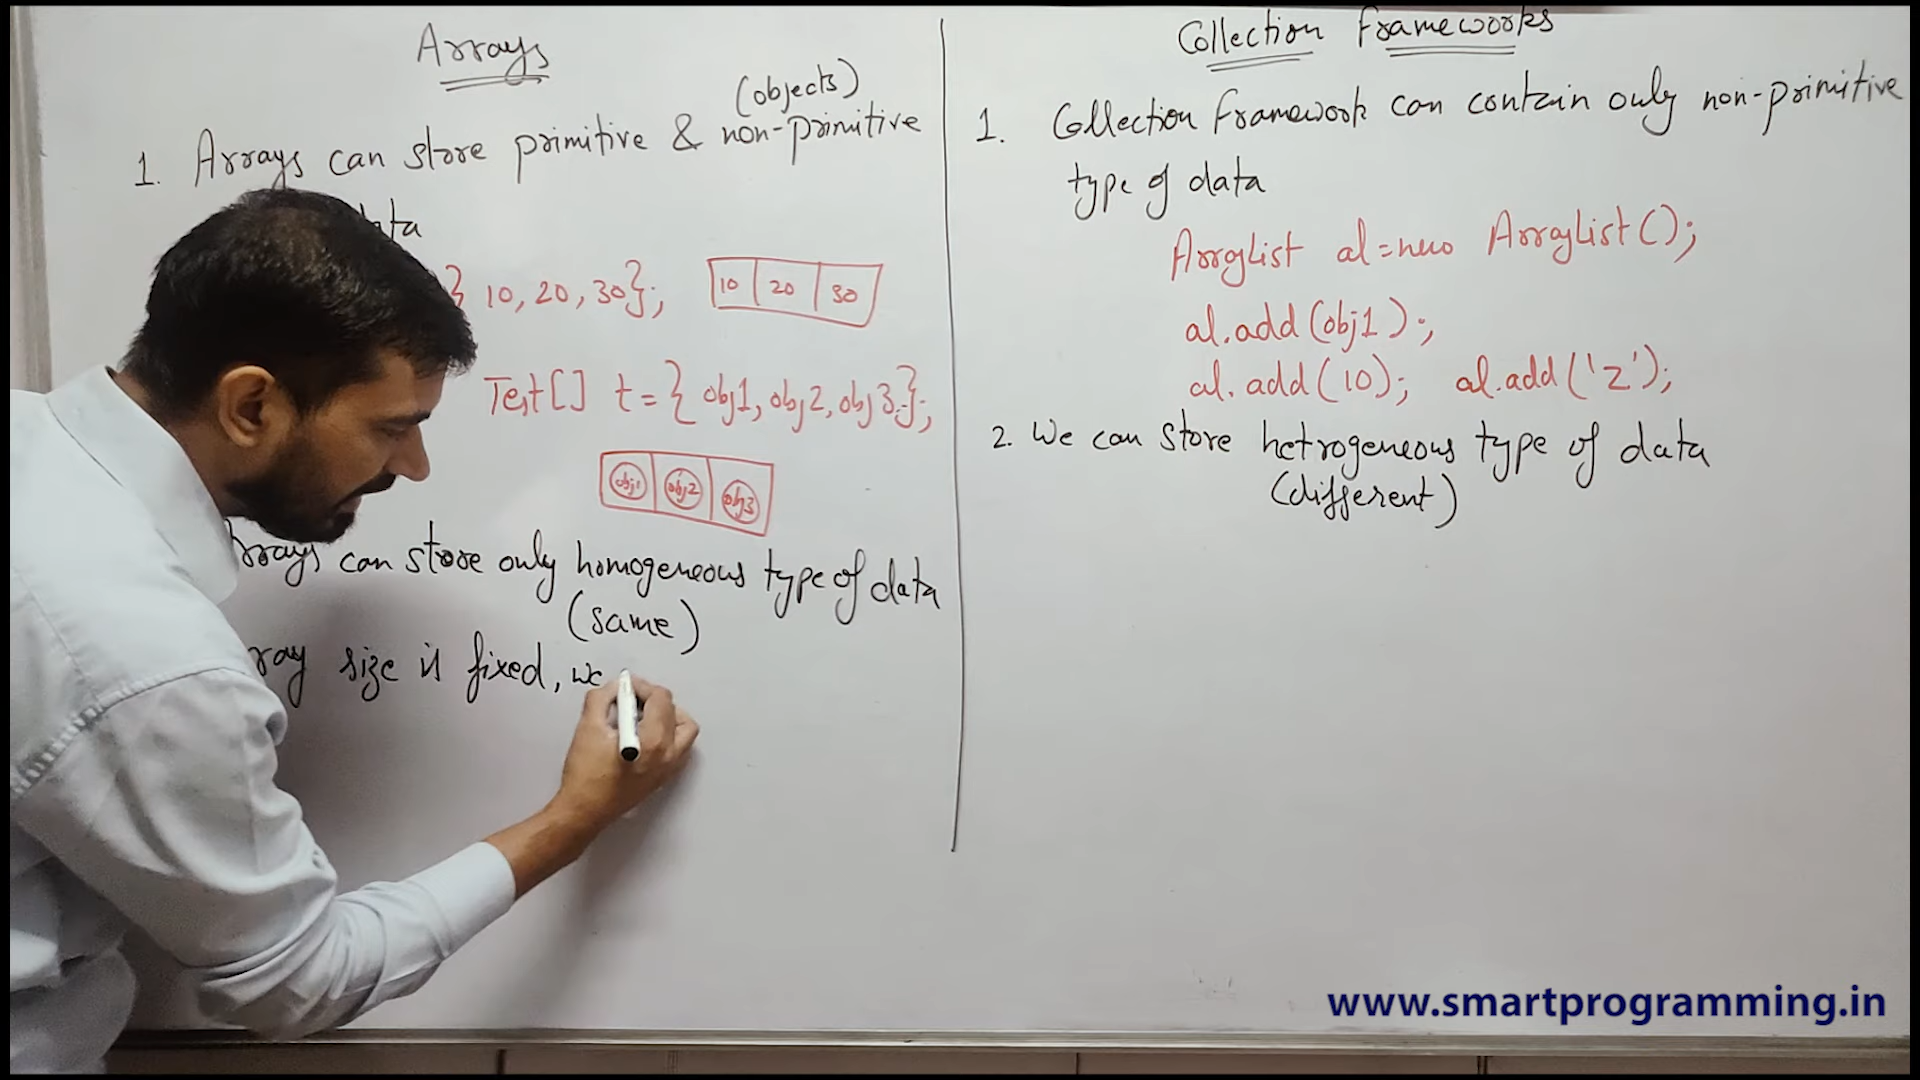 Arrays
(objects)
1. Arrays can store primitive & non-primitive
data
} 10, 20, 30};
10 20 30
Test[] t = { obj1, obj2, obj3 };
obj1 obj2 obj3
Arrays can store only homogeneous type of data
(same)
ray size is fixed, we
Collection Frameworks
1. Collection Framework can contain only non-primitive
type of data
ArrayList al = new ArrayList();
al.add(obj1);
al.add(10); al.add('z');
2. We can store hetrogeneous type of data
(different)
www.smartprogramming.in